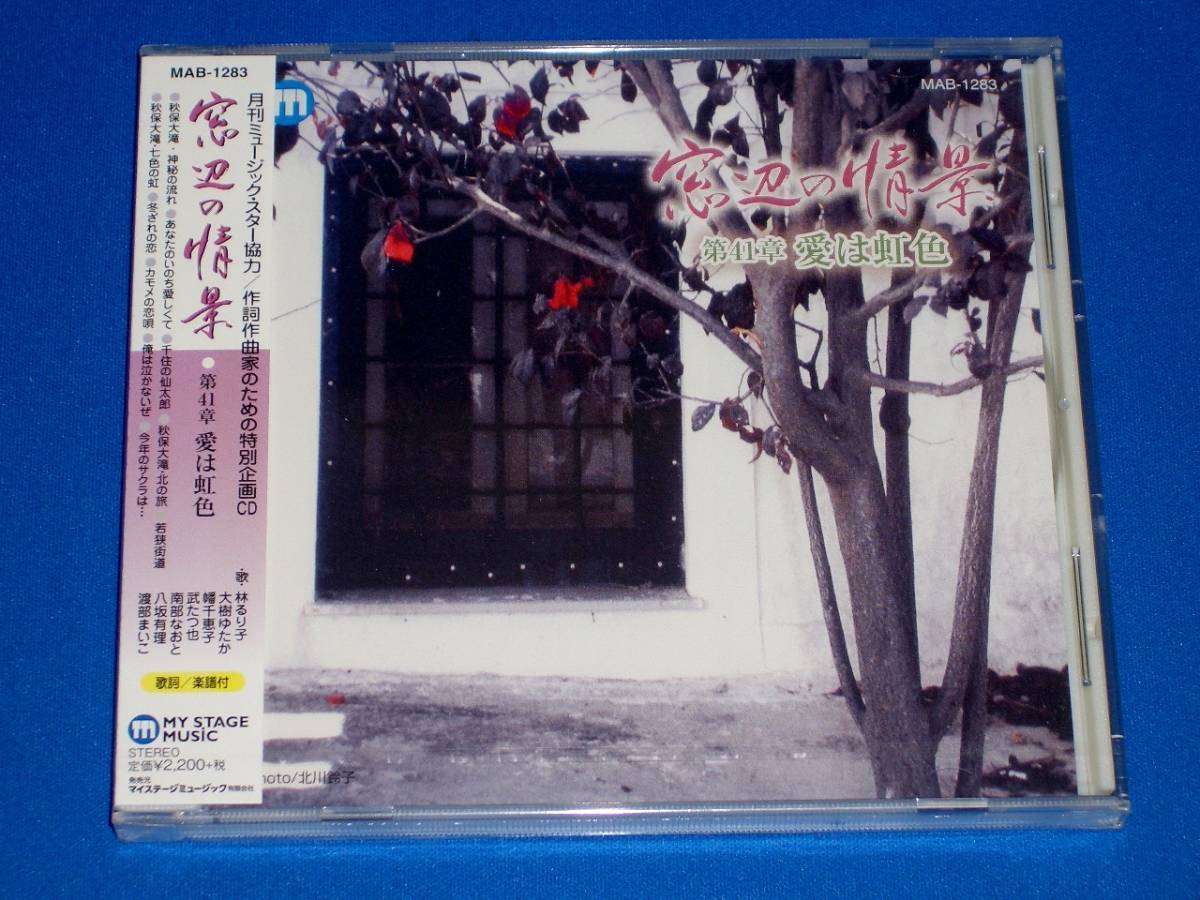 MAB-1283
窓辺の情景
第41章 愛は虹色
月刊ミュージック・スター協力/作詞作曲家のための特別企画CD
MAB-1283
窓辺の情景●第41章 愛は虹色
●秋保大滝・神秘の流れ ●あなたのいのち愛しくて ●千住の仙太郎 ●秋保大滝・北の旅 若狭街道
●秋保大滝・七色の虹 ●冬ざれの恋 ●カモメの恋唄 ●俺は泣かないぜ ●今年のサクラは…
・歌・林るり子
大樹ゆたか
幡千恵子
武たつ也
南部なおと
八坂有理
渡部まいこ
歌詞/楽譜付
m MY STAGE
MUSiC
STEREO
定価¥2,200+税
発売元
マイステージミュージック有限会社
hoto/北川鈴子
m